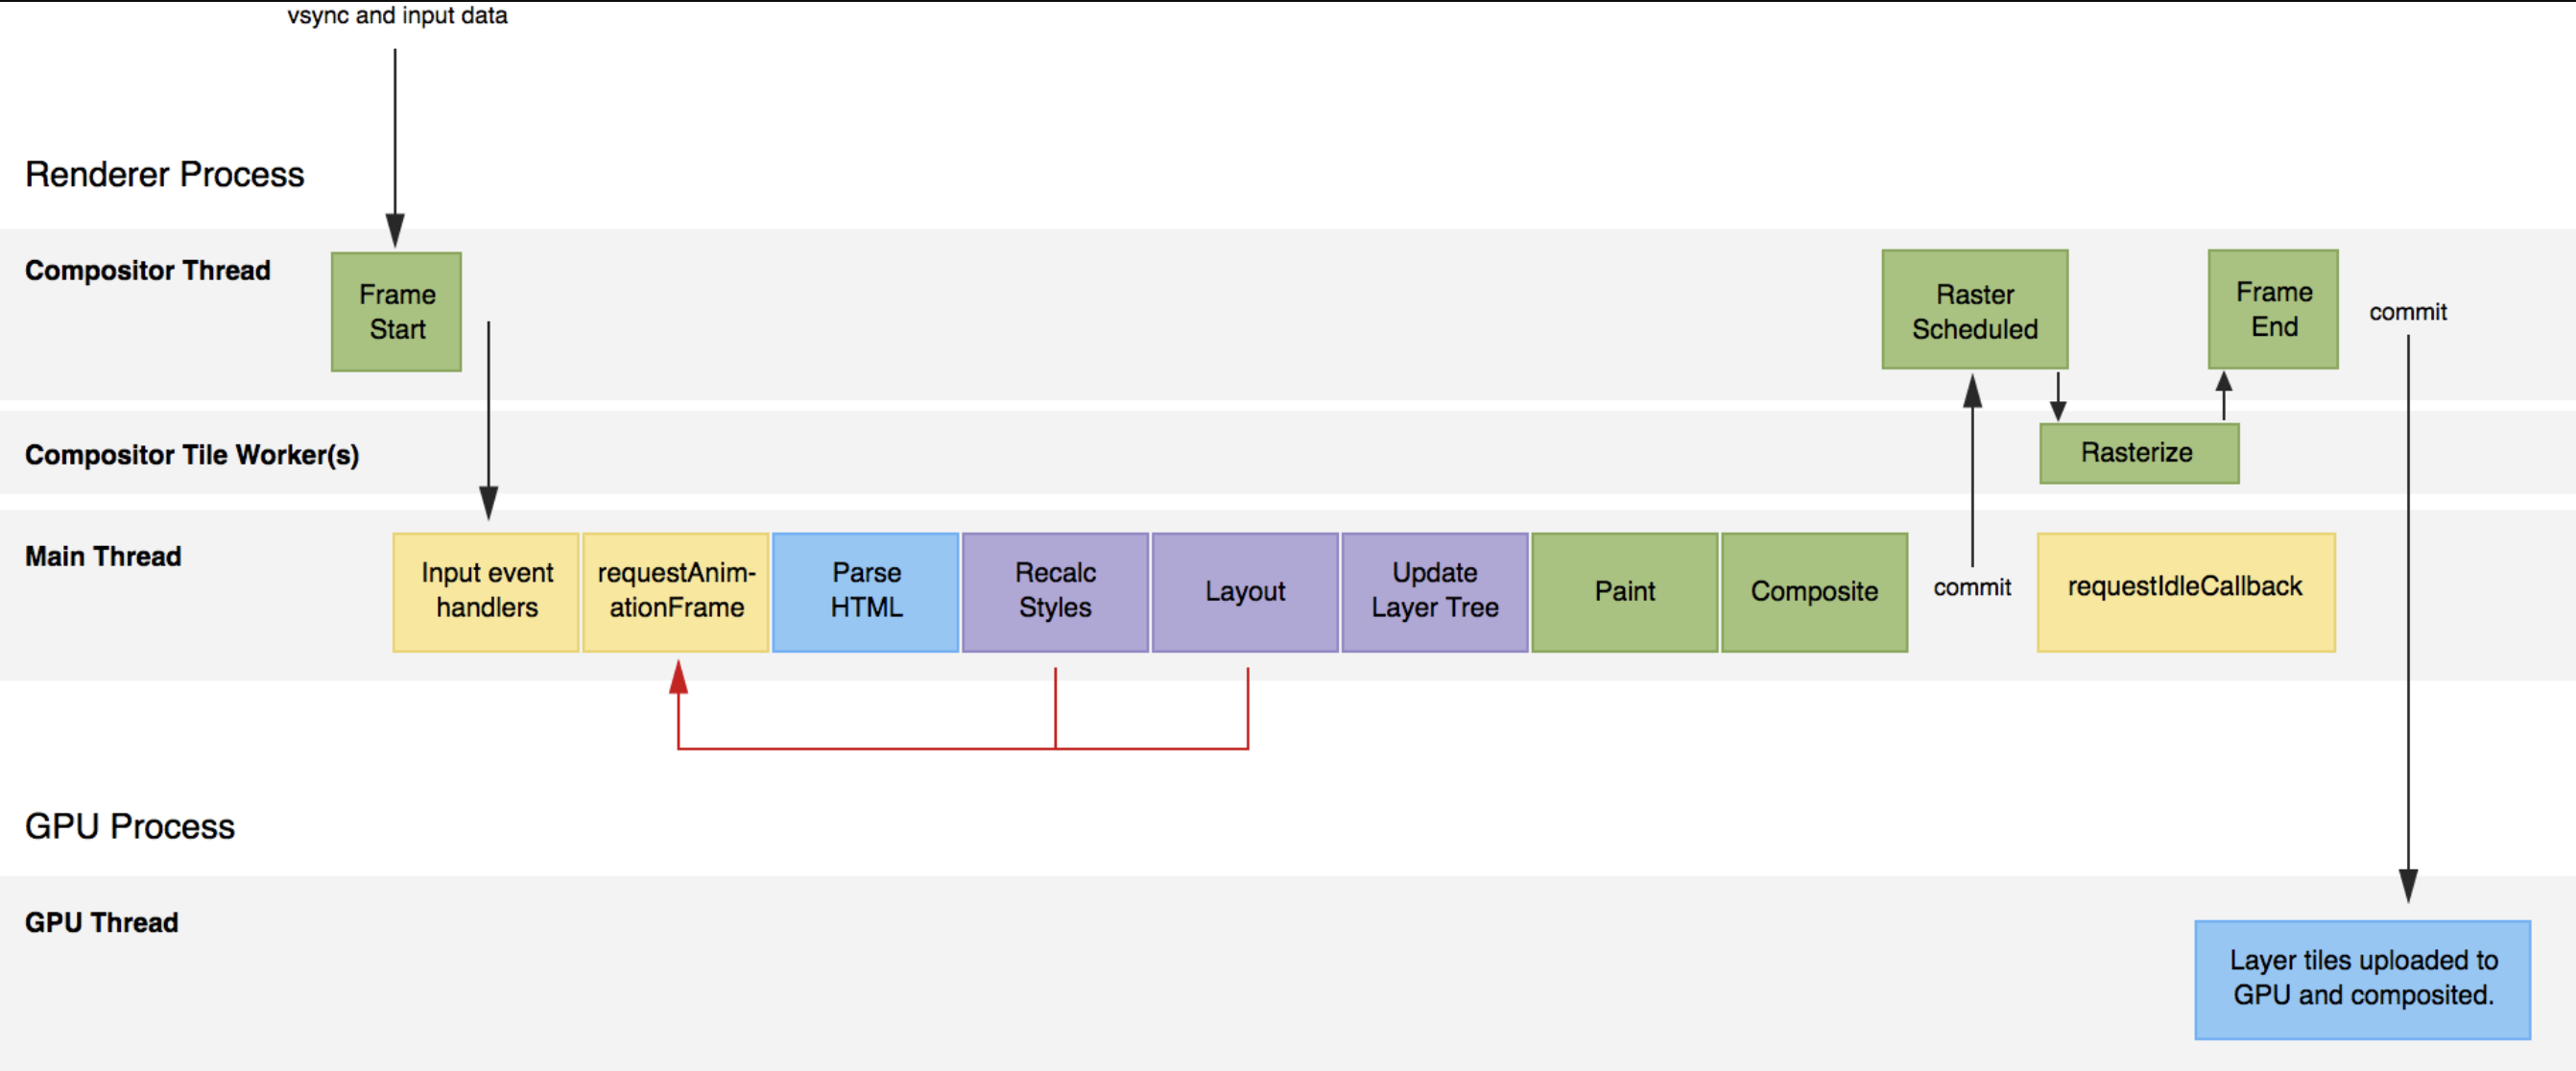 vsync and input data
Renderer Process
Compositor Thread
Frame
Start
Raster
Scheduled
Frame
End
commit
Compositor Tile Worker(s)
Rasterize
Main Thread
Input event
handlers
requestAnim-
ationFrame
Parse
HTML
Recalc
Styles
Layout
Update
Layer Tree
Paint
Composite
commit
requestIdleCallback
GPU Process
GPU Thread
Layer tiles uploaded to
GPU and composited.